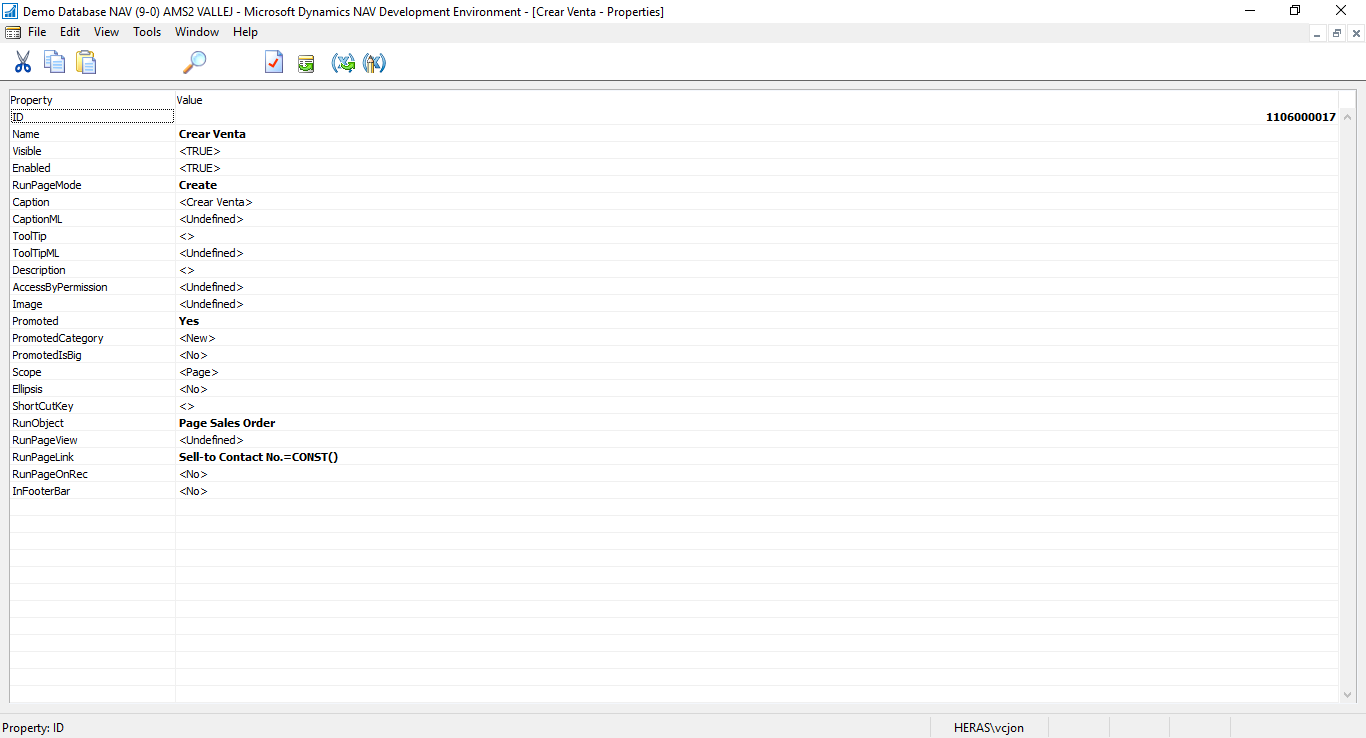 Demo Database NAV (9-0) AMS2 VALLEJ - Microsoft Dynamics NAV Development Environment - [Crear Venta - Properties]
File Edit View Tools Window Help
Property Value
ID 1106000017
Name Crear Venta
Visible <TRUE>
Enabled <TRUE>
RunPageMode Create
Caption <Crear Venta>
CaptionML <Undefined>
ToolTip <>
ToolTipML <Undefined>
Description <>
AccessByPermission <Undefined>
Image <Undefined>
Promoted Yes
PromotedCategory <New>
PromotedIsBig <No>
Scope <Page>
Ellipsis <No>
ShortCutKey <>
RunObject Page Sales Order
RunPageView <Undefined>
RunPageLink Sell-to Contact No.=CONST()
RunPageOnRec <No>
InFooterBar <No>
Property: ID HERAS\vcjon